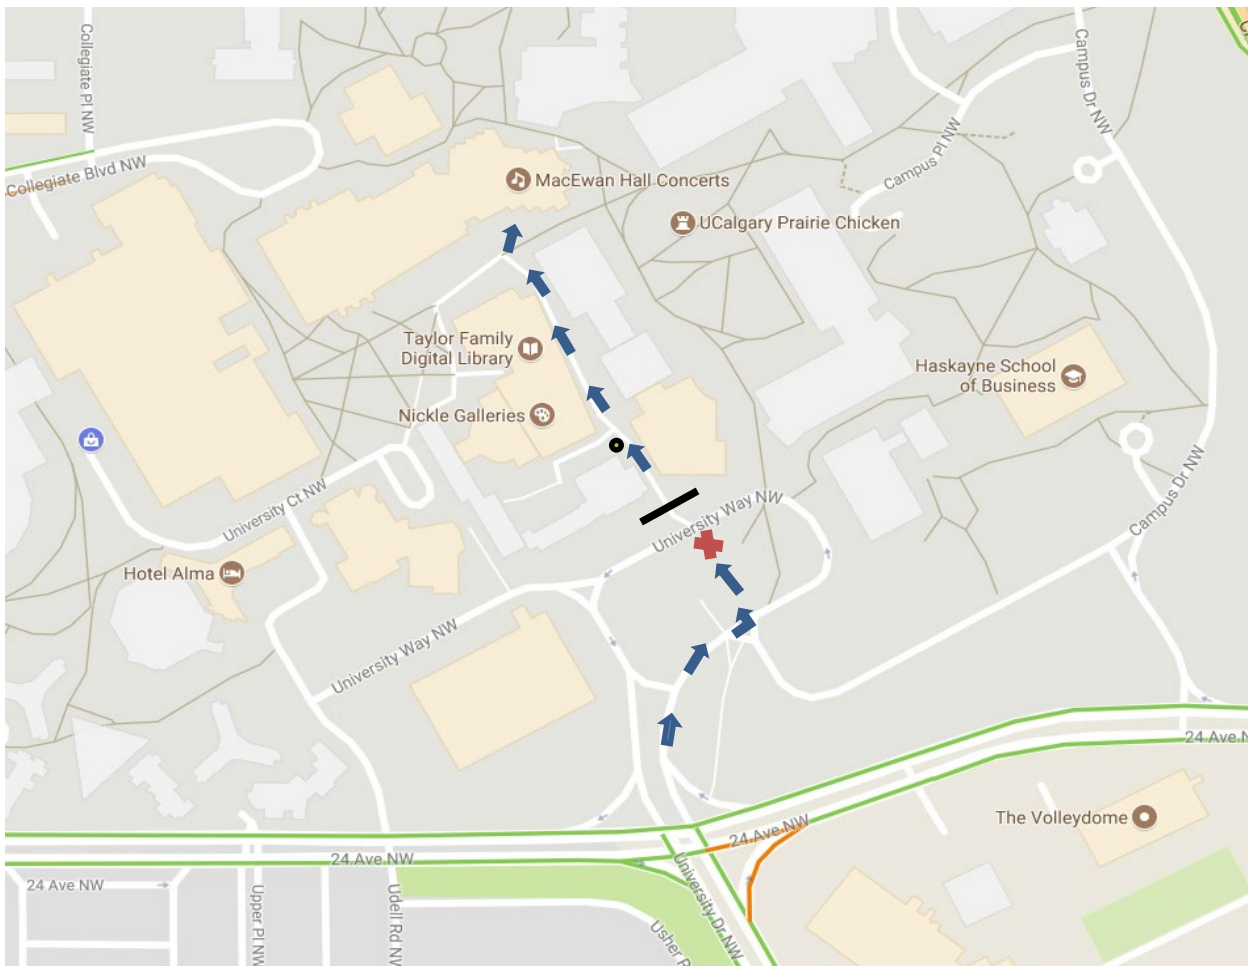 Collegiate Pl NW
Campus Dr NW
Collegiate Blvd NW
MacEwan Hall Concerts
Campus Pl NW
UCalgary Prairie Chicken
Taylor Family
Digital Library
Haskayne School
of Business
Nickle Galleries
University Ct NW
University Way NW
Campus Dr NW
Hotel Alma
University Way NW
24 Ave N
The Volleydome
24 Ave NW
24 Ave NW
24 Ave NW
Upper Pl NW
Udell Rd NW
University Dr NW
Usher R